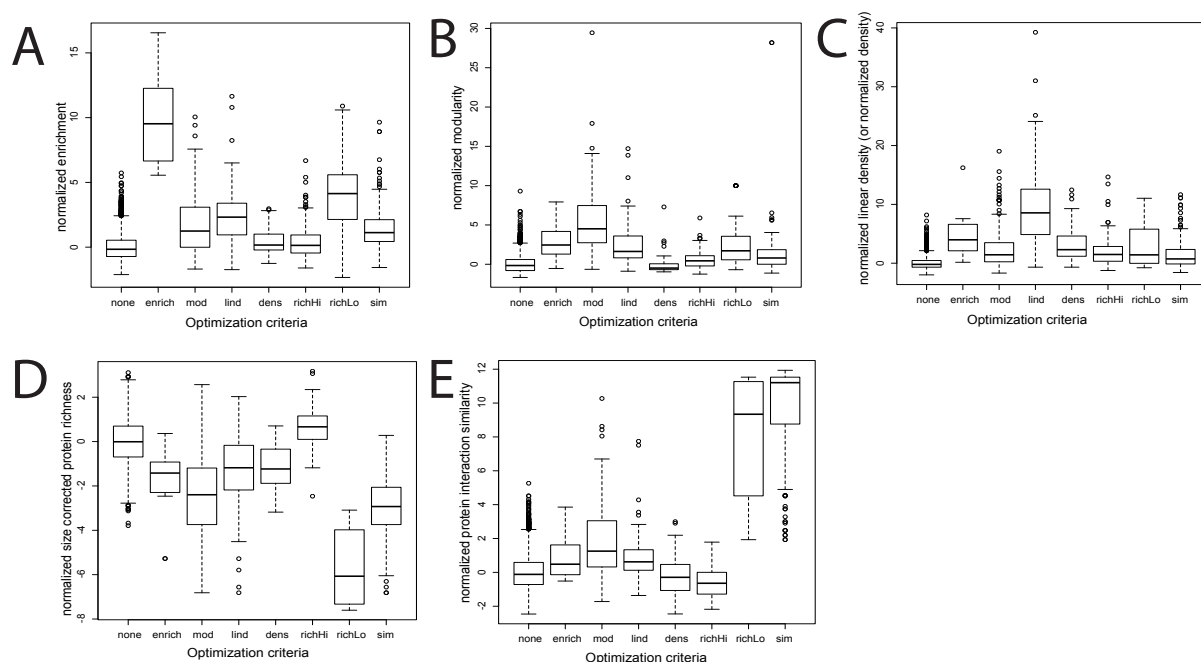 A
normalized enrichment
15
10
5
0
none enrich mod lind dens richHi richLo sim
Optimization criteria
B
normalized modularity
30
25
20
15
10
5
0
none enrich mod lind dens richHi richLo sim
Optimization criteria
C
normalized linear density (or normalized density)
40
30
20
10
0
none enrich mod lind dens richHi richLo sim
Optimization criteria
D
normalized size corrected protein richness
2
0
-2
-4
-6
-8
none enrich mod lind dens richHi richLo sim
Optimization criteria
E
normalized protein interaction similarity
12
10
8
6
4
2
0
-2
none enrich mod lind dens richHi richLo sim
Optimization criteria